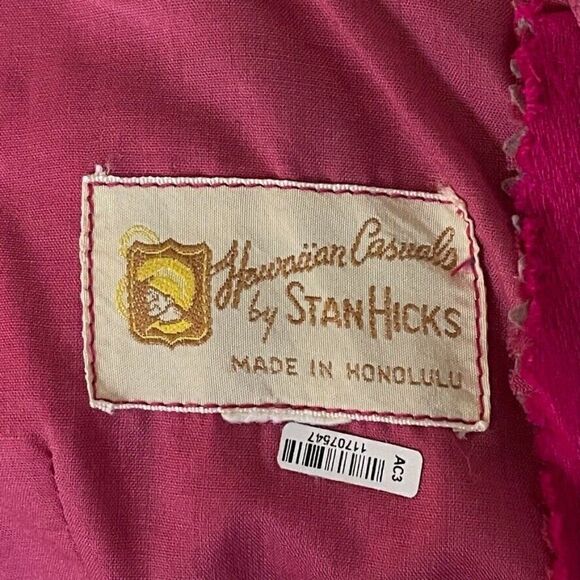 Hawaiian Casuals
by STAN HICKS
MADE IN HONOLULU
AC3
11707547